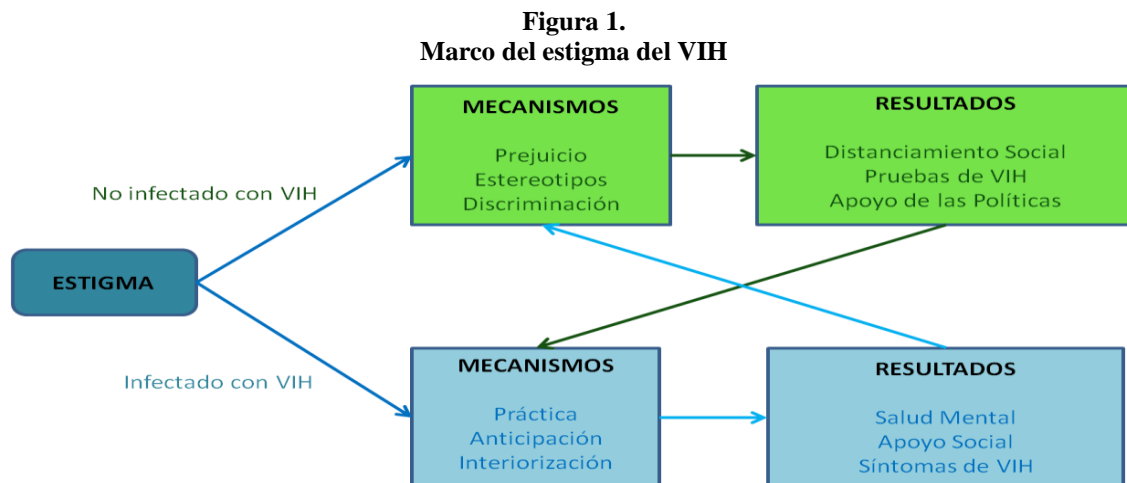 Figura 1.
Marco del estigma del VIH
MECANISMOS
Prejuicio
Estereotipos
Discriminación
RESULTADOS
Distanciamiento Social
Pruebas de VIH
Apoyo de las Políticas
No infectado con VIH
ESTIGMA
Infectado con VIH
MECANISMOS
Práctica
Anticipación
Interiorización
RESULTADOS
Salud Mental
Apoyo Social
Síntomas de VIH